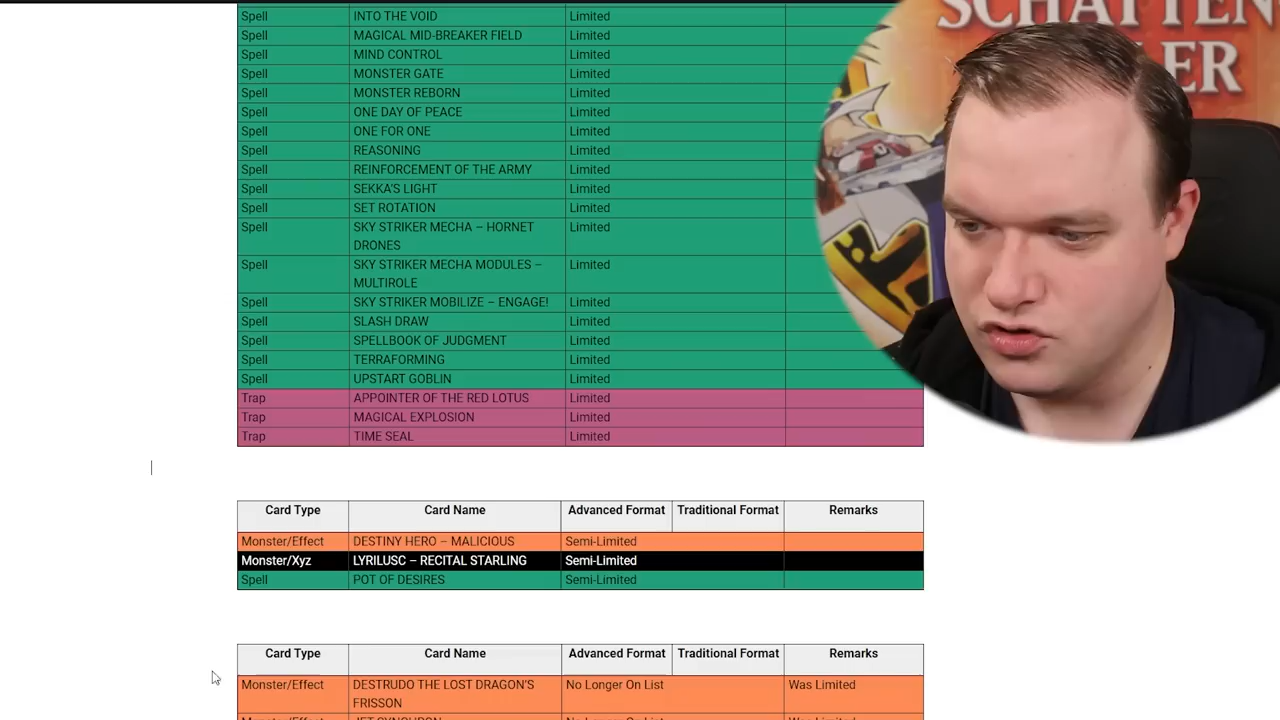 SCHATTEN
LER
Spell INTO THE VOID Limited
Spell MAGICAL MID-BREAKER FIELD Limited
Spell MIND CONTROL Limited
Spell MONSTER GATE Limited
Spell MONSTER REBORN Limited
Spell ONE DAY OF PEACE Limited
Spell ONE FOR ONE Limited
Spell REASONING Limited
Spell REINFORCEMENT OF THE ARMY Limited
Spell SEKKA'S LIGHT Limited
Spell SET ROTATION Limited
Spell SKY STRIKER MECHA – HORNET Limited
DRONES
Spell SKY STRIKER MECHA MODULES – Limited
MULTIROLE
Spell SKY STRIKER MOBILIZE – ENGAGE! Limited
Spell SLASH DRAW Limited
Spell SPELLBOOK OF JUDGMENT Limited
Spell TERRAFORMING Limited
Spell UPSTART GOBLIN Limited
Trap APPOINTER OF THE RED LOTUS Limited
Trap MAGICAL EXPLOSION Limited
Trap TIME SEAL Limited
Card Type Card Name Advanced Format Traditional Format Remarks
Monster/Effect DESTINY HERO – MALICIOUS Semi-Limited
Monster/Xyz LYRILUSC – RECITAL STARLING Semi-Limited
Spell POT OF DESIRES Semi-Limited
Card Type Card Name Advanced Format Traditional Format Remarks
Monster/Effect DESTRUDO THE LOST DRAGON'S No Longer On List Was Limited
FRISSON